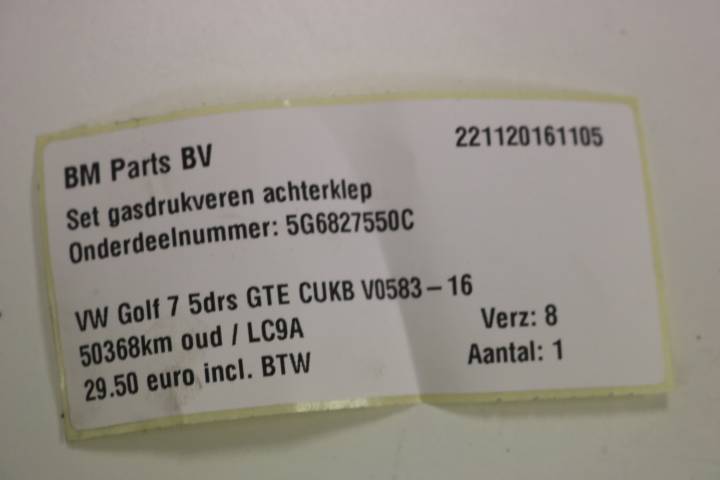 BM Parts BV
221120161105
Set gasdrukveren achterklep
Onderdeelnummer: 5G6827550C
VW Golf 7 5drs GTE CUKB V0583-16
50368km oud / LC9A
Verz: 8
29.50 euro incl. BTW
Aantal: 1